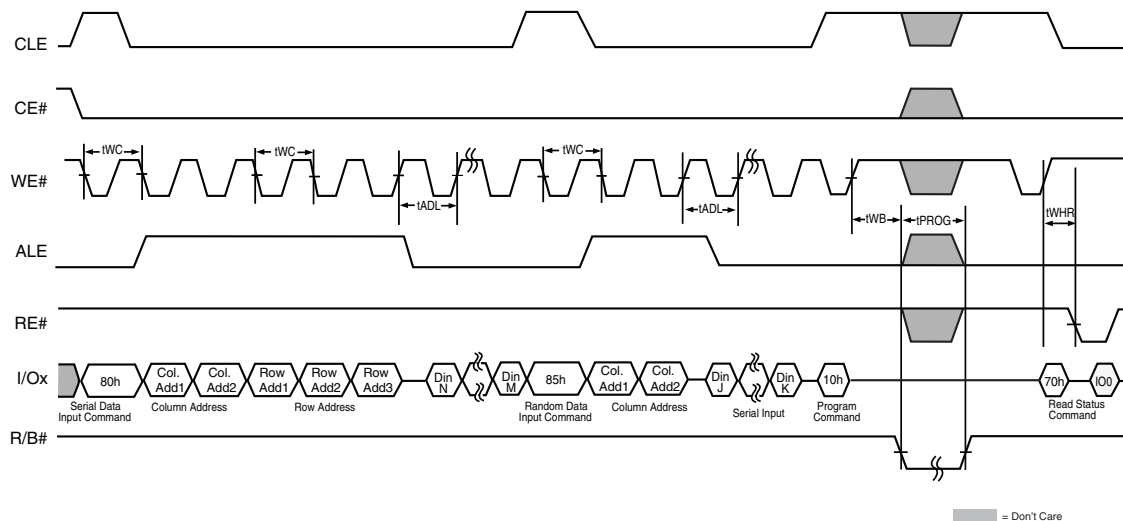 CLE
CE#
tWC
tWC
tWC
WE#
tADL
tADL
tWB
tPROG
tWHR
ALE
RE#
I/Ox
80h
Col. Add1
Col. Add2
Row Add1
Row Add2
Row Add3
Din N
Din M
85h
Col. Add1
Col. Add2
Din J
Din K
10h
70h
IO0
Serial Data Input Command
Column Address
Row Address
Random Data Input Command
Column Address
Serial Input
Program Command
Read Status Command
R/B#
= Don't Care